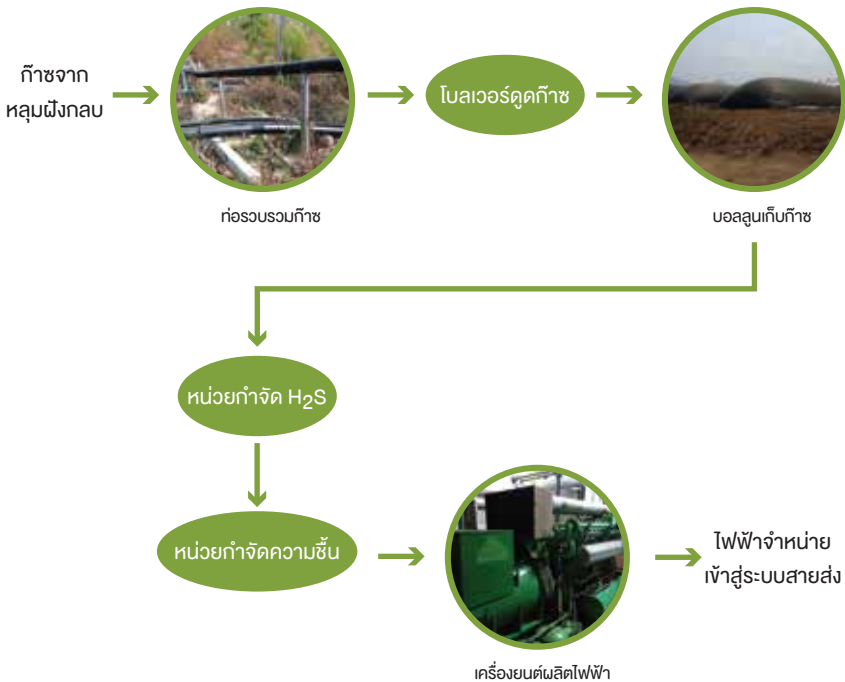 ก๊าซจาก
หลุมฝังกลบ
ท่อรวบรวมก๊าซ
โบลเวอร์ดูดก๊าซ
บอลลูนเก็บก๊าซ
หน่วยกำจัด H₂S
หน่วยกำจัดความชื้น
เครื่องยนต์ผลิตไฟฟ้า
ไฟฟ้าจำหน่าย
เข้าสู่ระบบสายส่ง